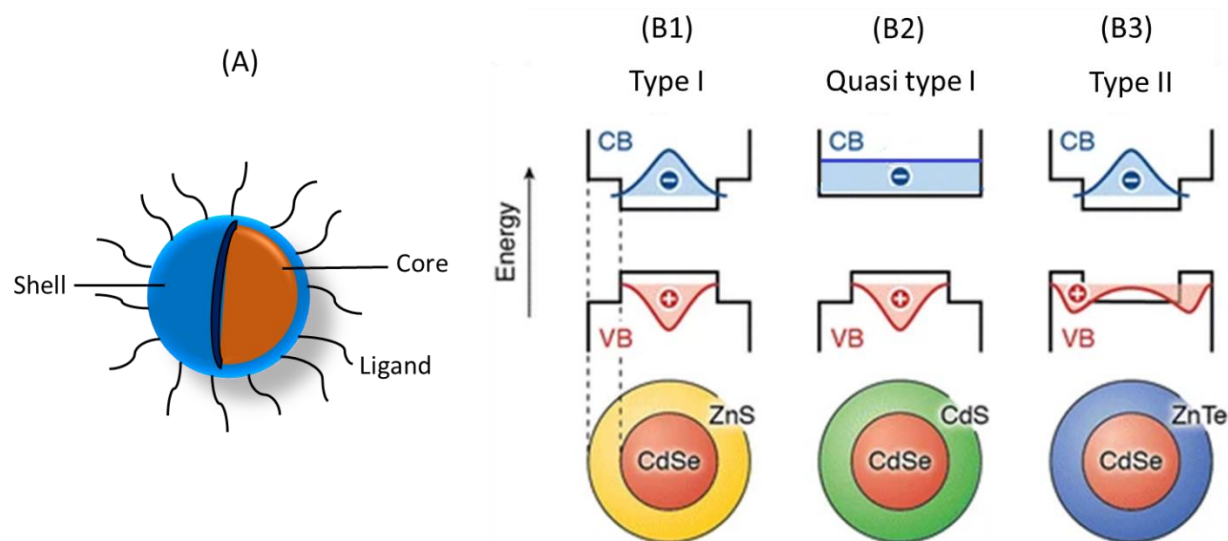 (A)
Shell
Core
Ligand
(B1)
(B2)
(B3)
Type I
Quasi type I
Type II
Energy
CB
CB
CB
VB
VB
VB
ZnS
CdSe
CdS
CdSe
ZnTe
CdSe